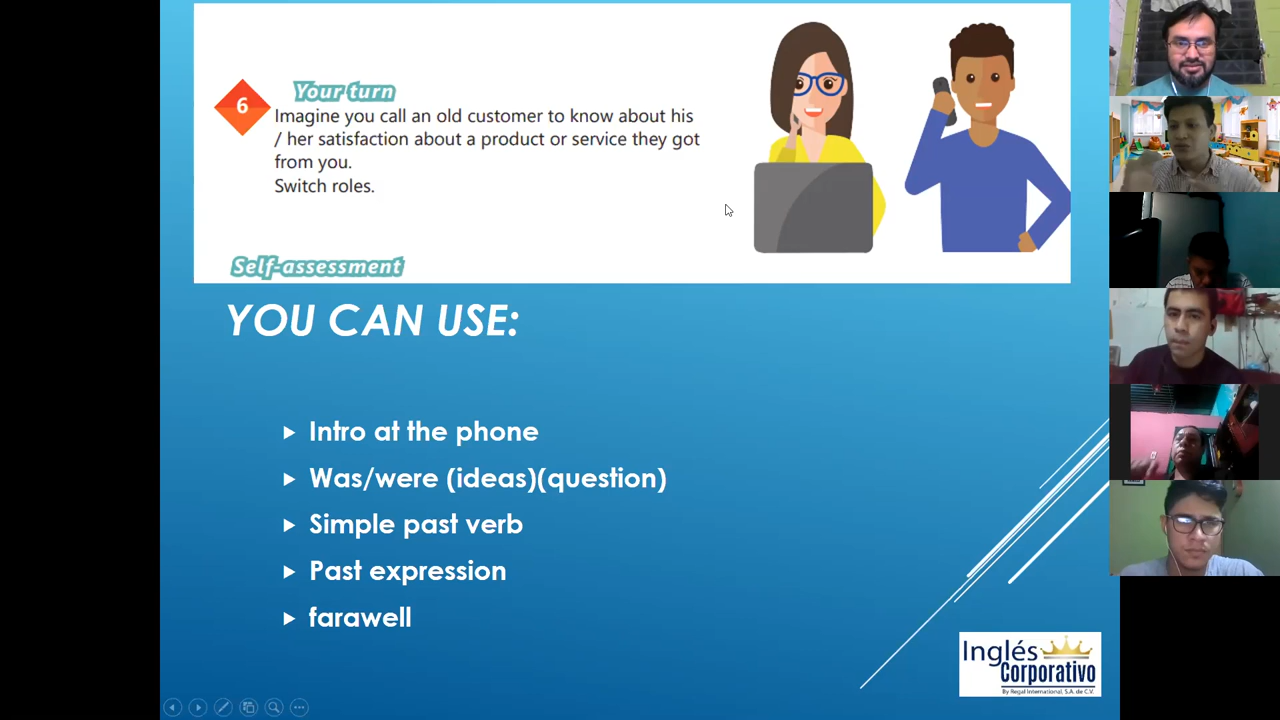 6
Your turn
Imagine you call an old customer to know about his
/ her satisfaction about a product or service they got
from you.
Switch roles.
Self-assessment
YOU CAN USE:
Intro at the phone
Was/were (ideas)(question)
Simple past verb
Past expression
farawell
Inglés
Corporativo
By Regal International, S.A. de C.V.